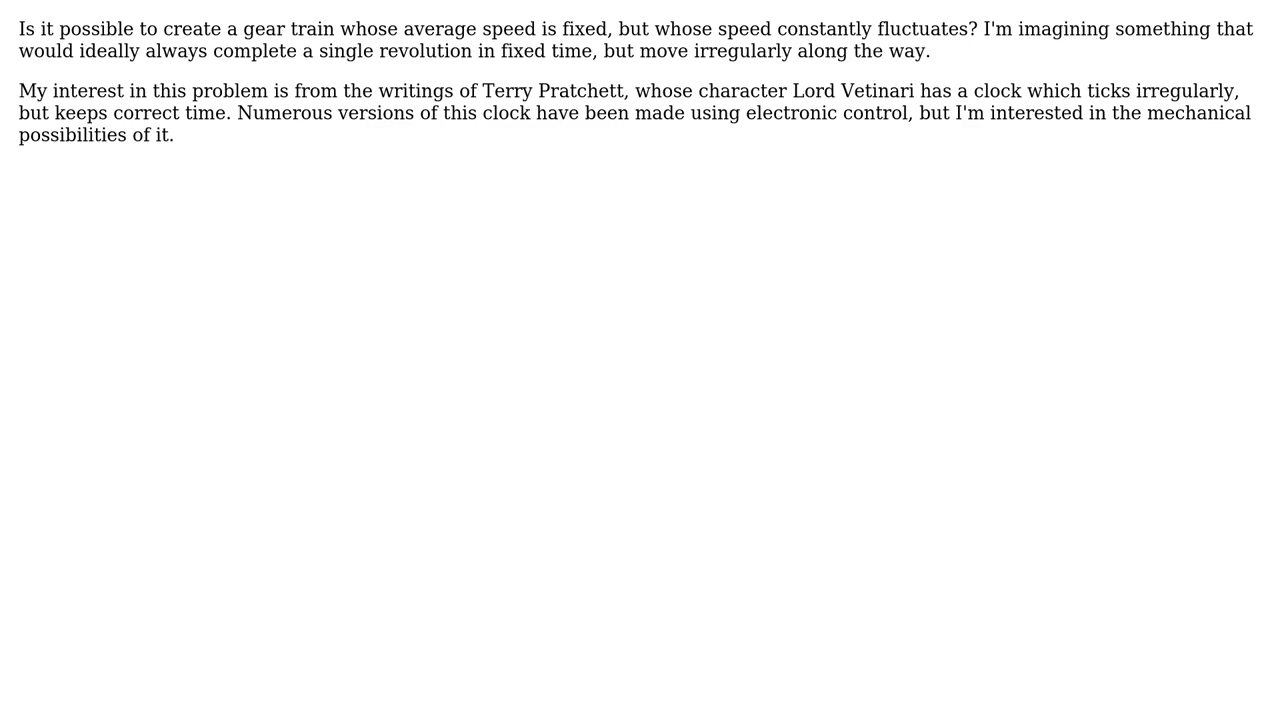 Is it possible to create a gear train whose average speed is fixed, but whose speed constantly fluctuates? I'm imagining something that
would ideally always complete a single revolution in fixed time, but move irregularly along the way.
My interest in this problem is from the writings of Terry Pratchett, whose character Lord Vetinari has a clock which ticks irregularly,
but keeps correct time. Numerous versions of this clock have been made using electronic control, but I'm interested in the mechanical
possibilities of it.